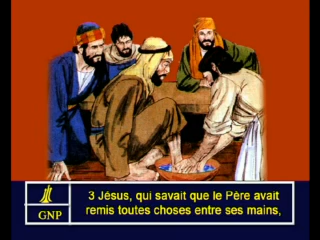 3 Jésus, qui savait que le Père avait
remis toutes choses entre ses mains,
GNP